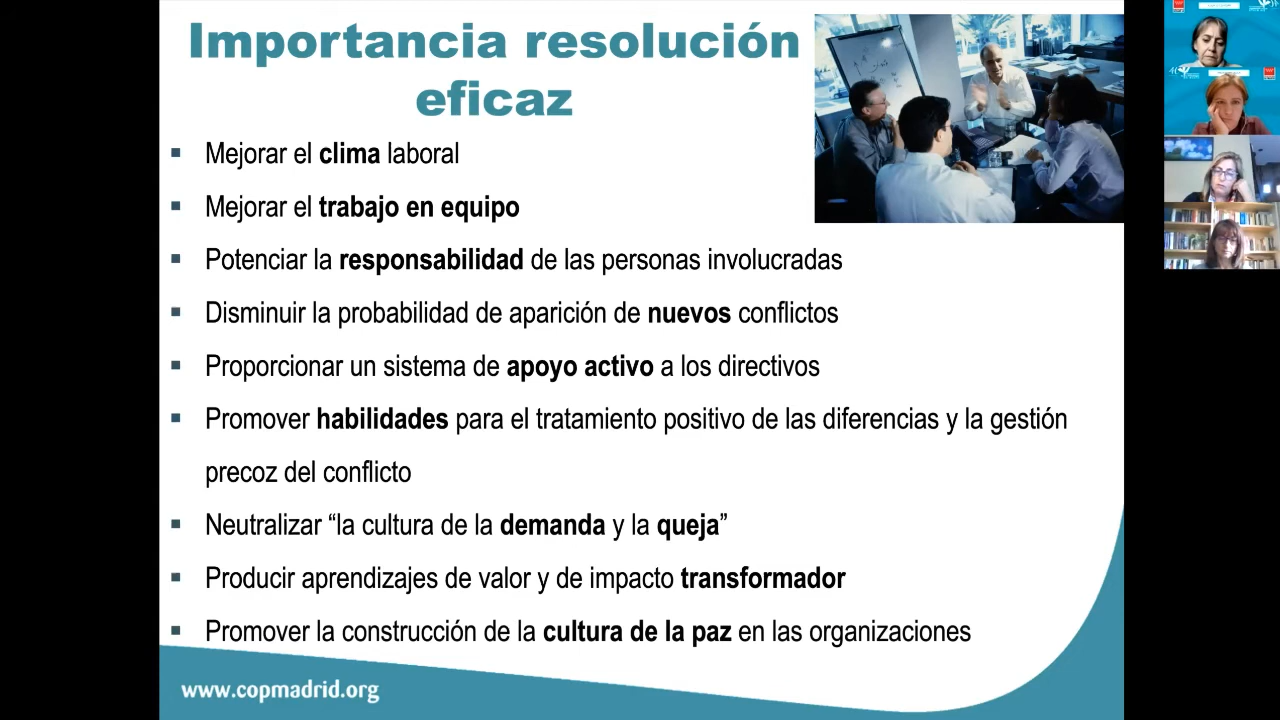 Importancia resolución
eficaz
Mejorar el clima laboral
Mejorar el trabajo en equipo
Potenciar la responsabilidad de las personas involucradas
Disminuir la probabilidad de aparición de nuevos conflictos
Proporcionar un sistema de apoyo activo a los directivos
Promover habilidades para el tratamiento positivo de las diferencias y la gestión
precoz del conflicto
Neutralizar “la cultura de la demanda y la queja”
Producir aprendizajes de valor y de impacto transformador
Promover la construcción de la cultura de la paz en las organizaciones
www.copmadrid.org